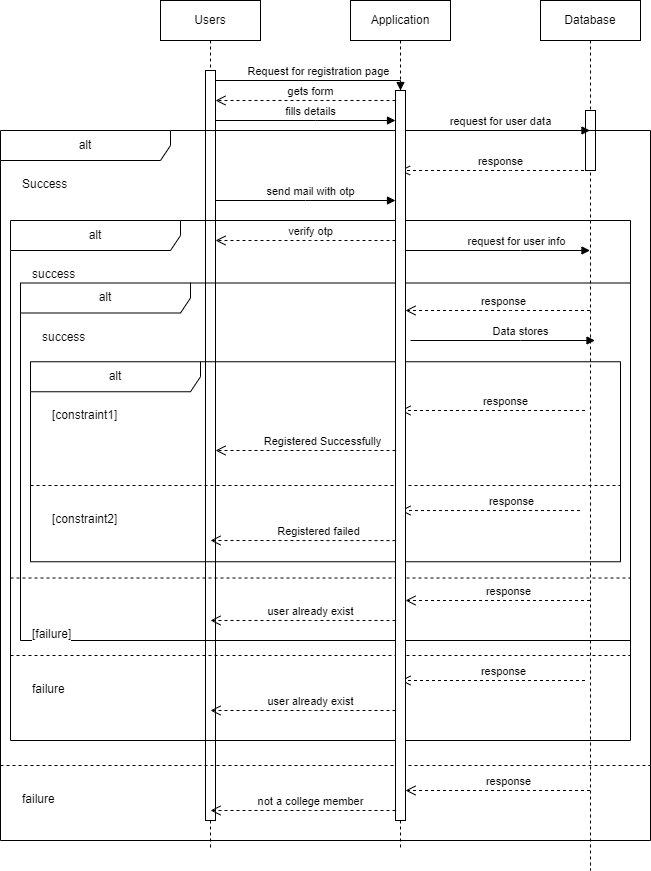 Users
Application
Database
Request for registration page
gets form
fills details
request for user data
alt
response
Success
send mail with otp
alt
verify otp
request for user info
success
alt
response
success
Data stores
alt
response
[constraint1]
Registered Successfully
response
[constraint2]
Registered failed
response
user already exist
[failure]
response
failure
user already exist
response
failure
not a college member